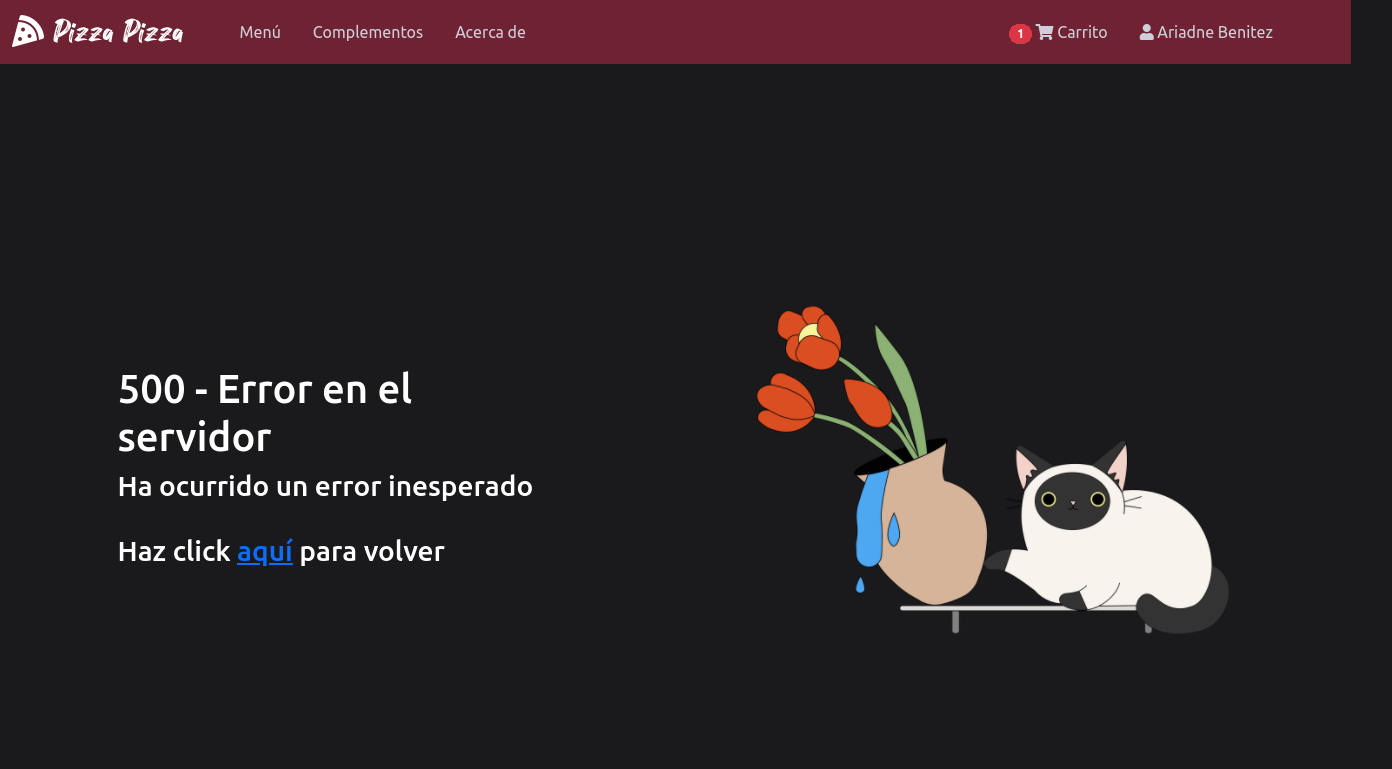 Pizza Pizza Menú Complementos Acerca de 1 Carrito Ariadne Benitez
500 - Error en el
servidor
Ha ocurrido un error inesperado
Haz click aquí para volver